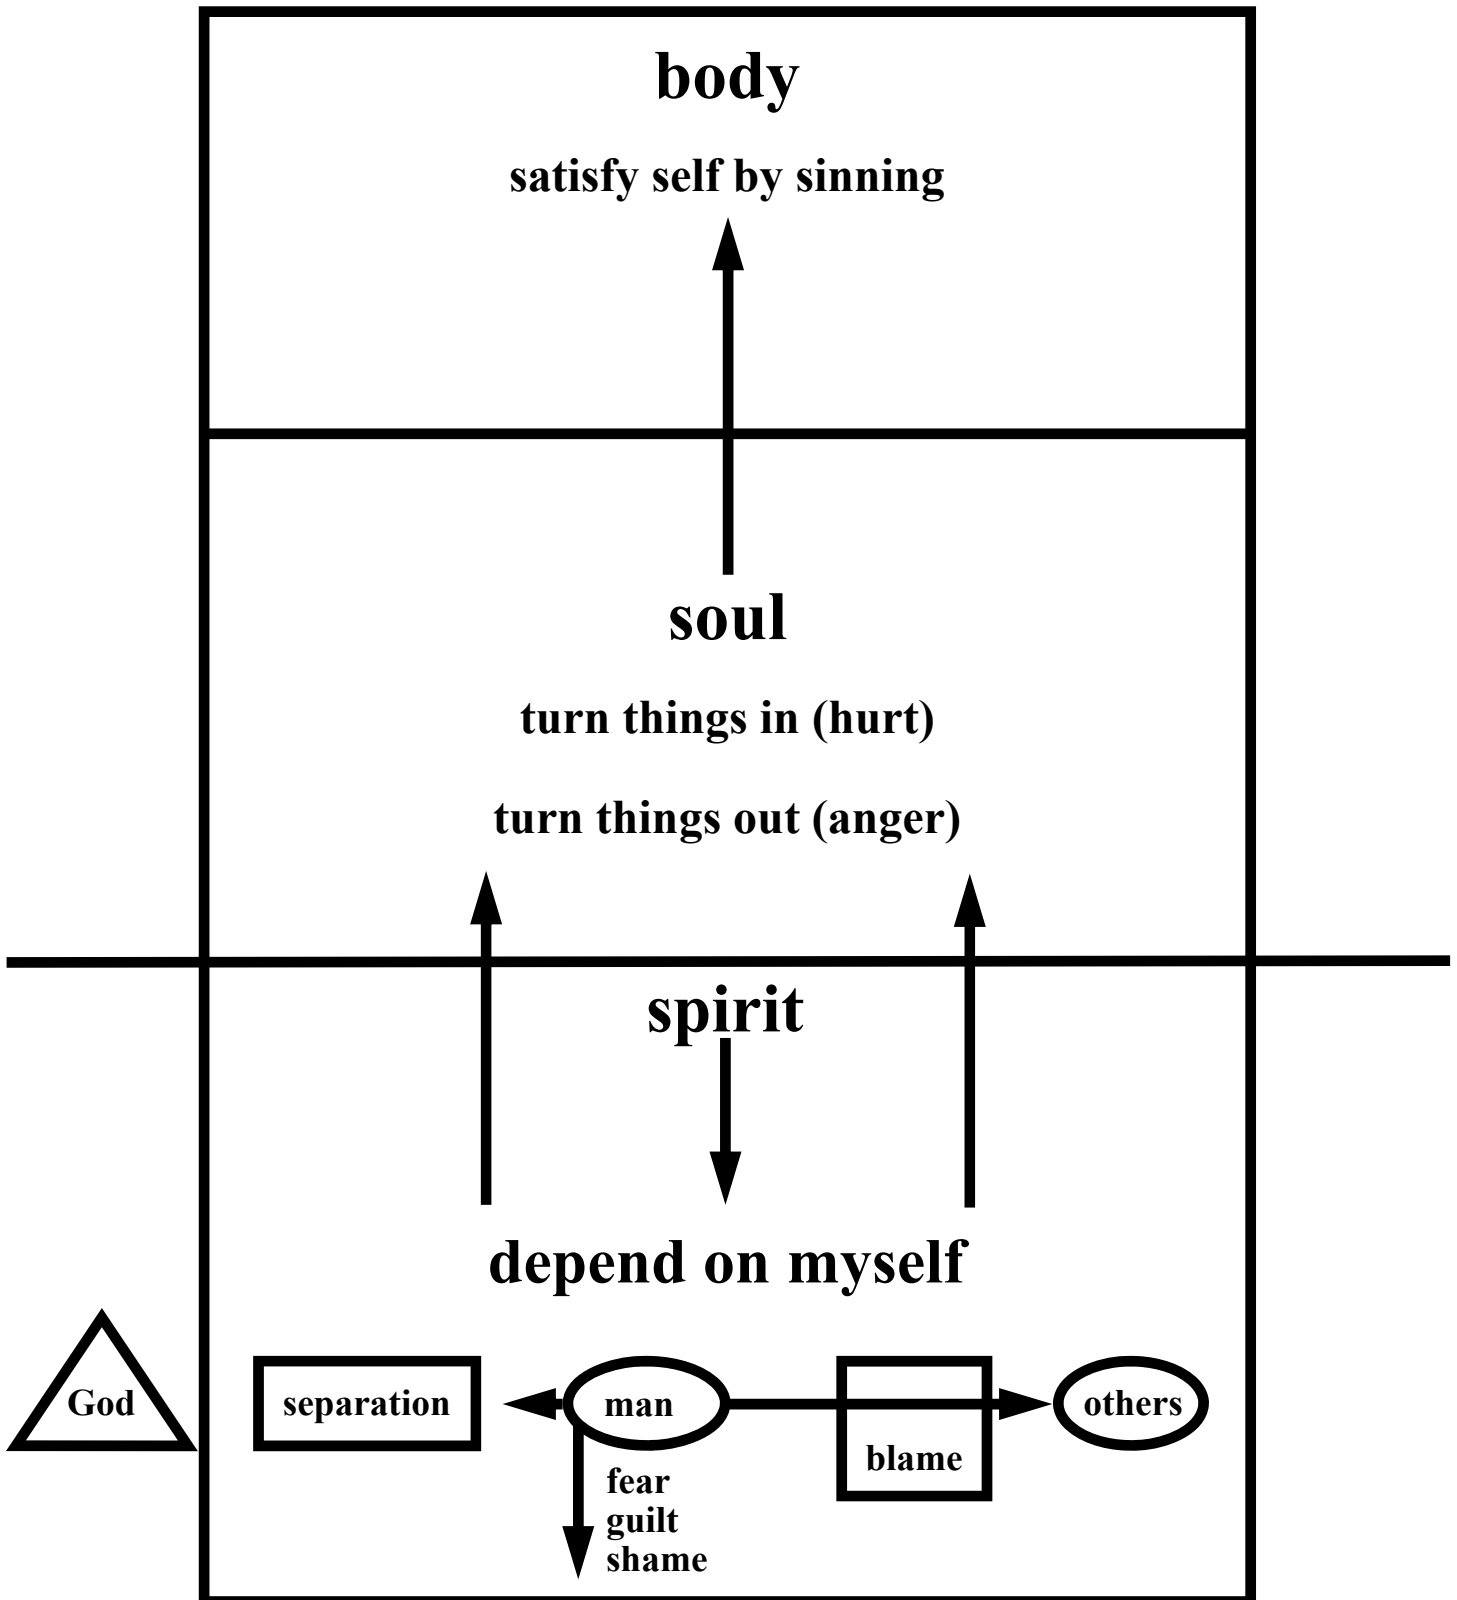 body
satisfy self by sinning
soul
turn things in (hurt)
turn things out (anger)
spirit
depend on myself
God
separation
man
others
blame
fear
guilt
shame